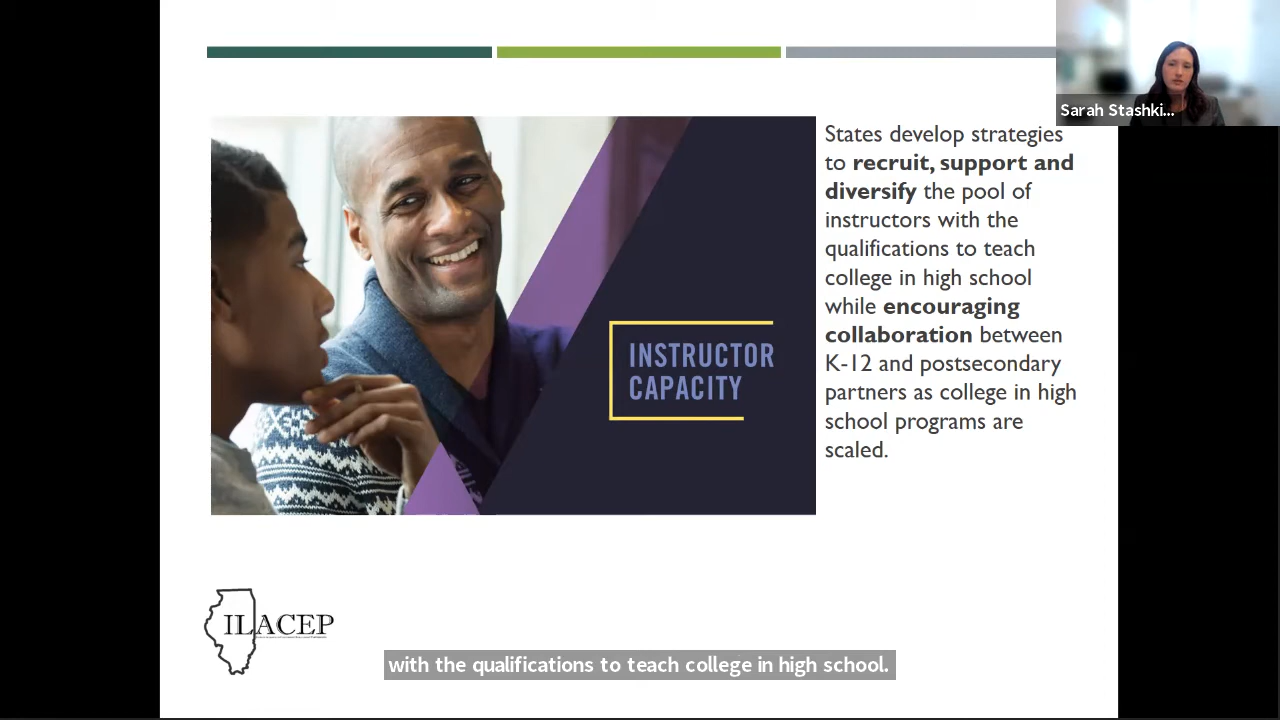 Sarah Stashki...
States develop strategies
to recruit, support and
diversify the pool of
instructors with the
qualifications to teach
college in high school
while encouraging
collaboration between
K-12 and postsecondary
partners as college in high
school programs are
scaled.
INSTRUCTOR
CAPACITY
ILACEP
with the qualifications to teach college in high school.